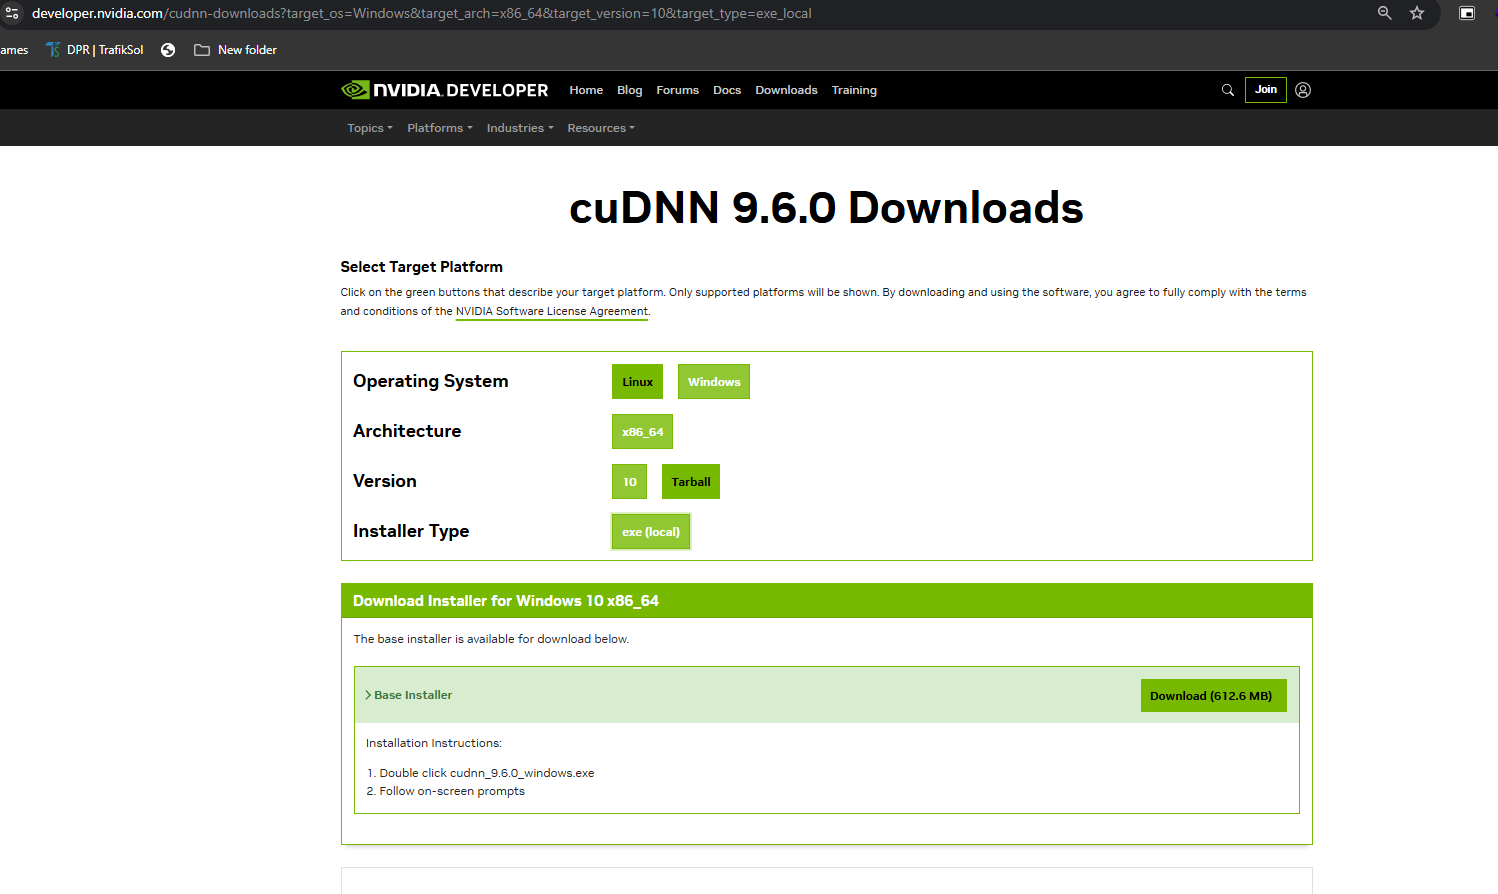 developer.nvidia.com/cudnn-downloads?target_os=Windows&target_arch=x86_64&target_version=10&target_type=exe_local
ames DPR | TrafikSol New folder
NVIDIA. DEVELOPER Home Blog Forums Docs Downloads Training Join
Topics Platforms Industries Resources
cuDNN 9.6.0 Downloads
Select Target Platform
Click on the green buttons that describe your target platform. Only supported platforms will be shown. By downloading and using the software, you agree to fully comply with the terms
and conditions of the NVIDIA Software License Agreement.
Operating System Linux Windows
Architecture x86_64
Version 10 Tarball
Installer Type exe (local)
Download Installer for Windows 10 x86_64
The base installer is available for download below.
Base Installer Download (612.6 MB)
Installation Instructions:
1. Double click cudnn_9.6.0_windows.exe
2. Follow on-screen prompts